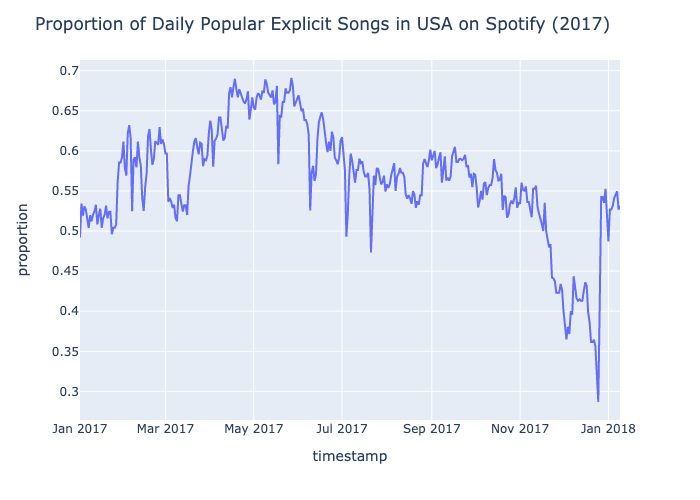 Proportion of Daily Popular Explicit Songs in USA on Spotify (2017)
0.7
0.65
0.6
0.55
0.5
0.45
0.4
0.35
0.3
proportion
Jan 2017 Mar 2017 May 2017 Jul 2017 Sep 2017 Nov 2017 Jan 2018
timestamp